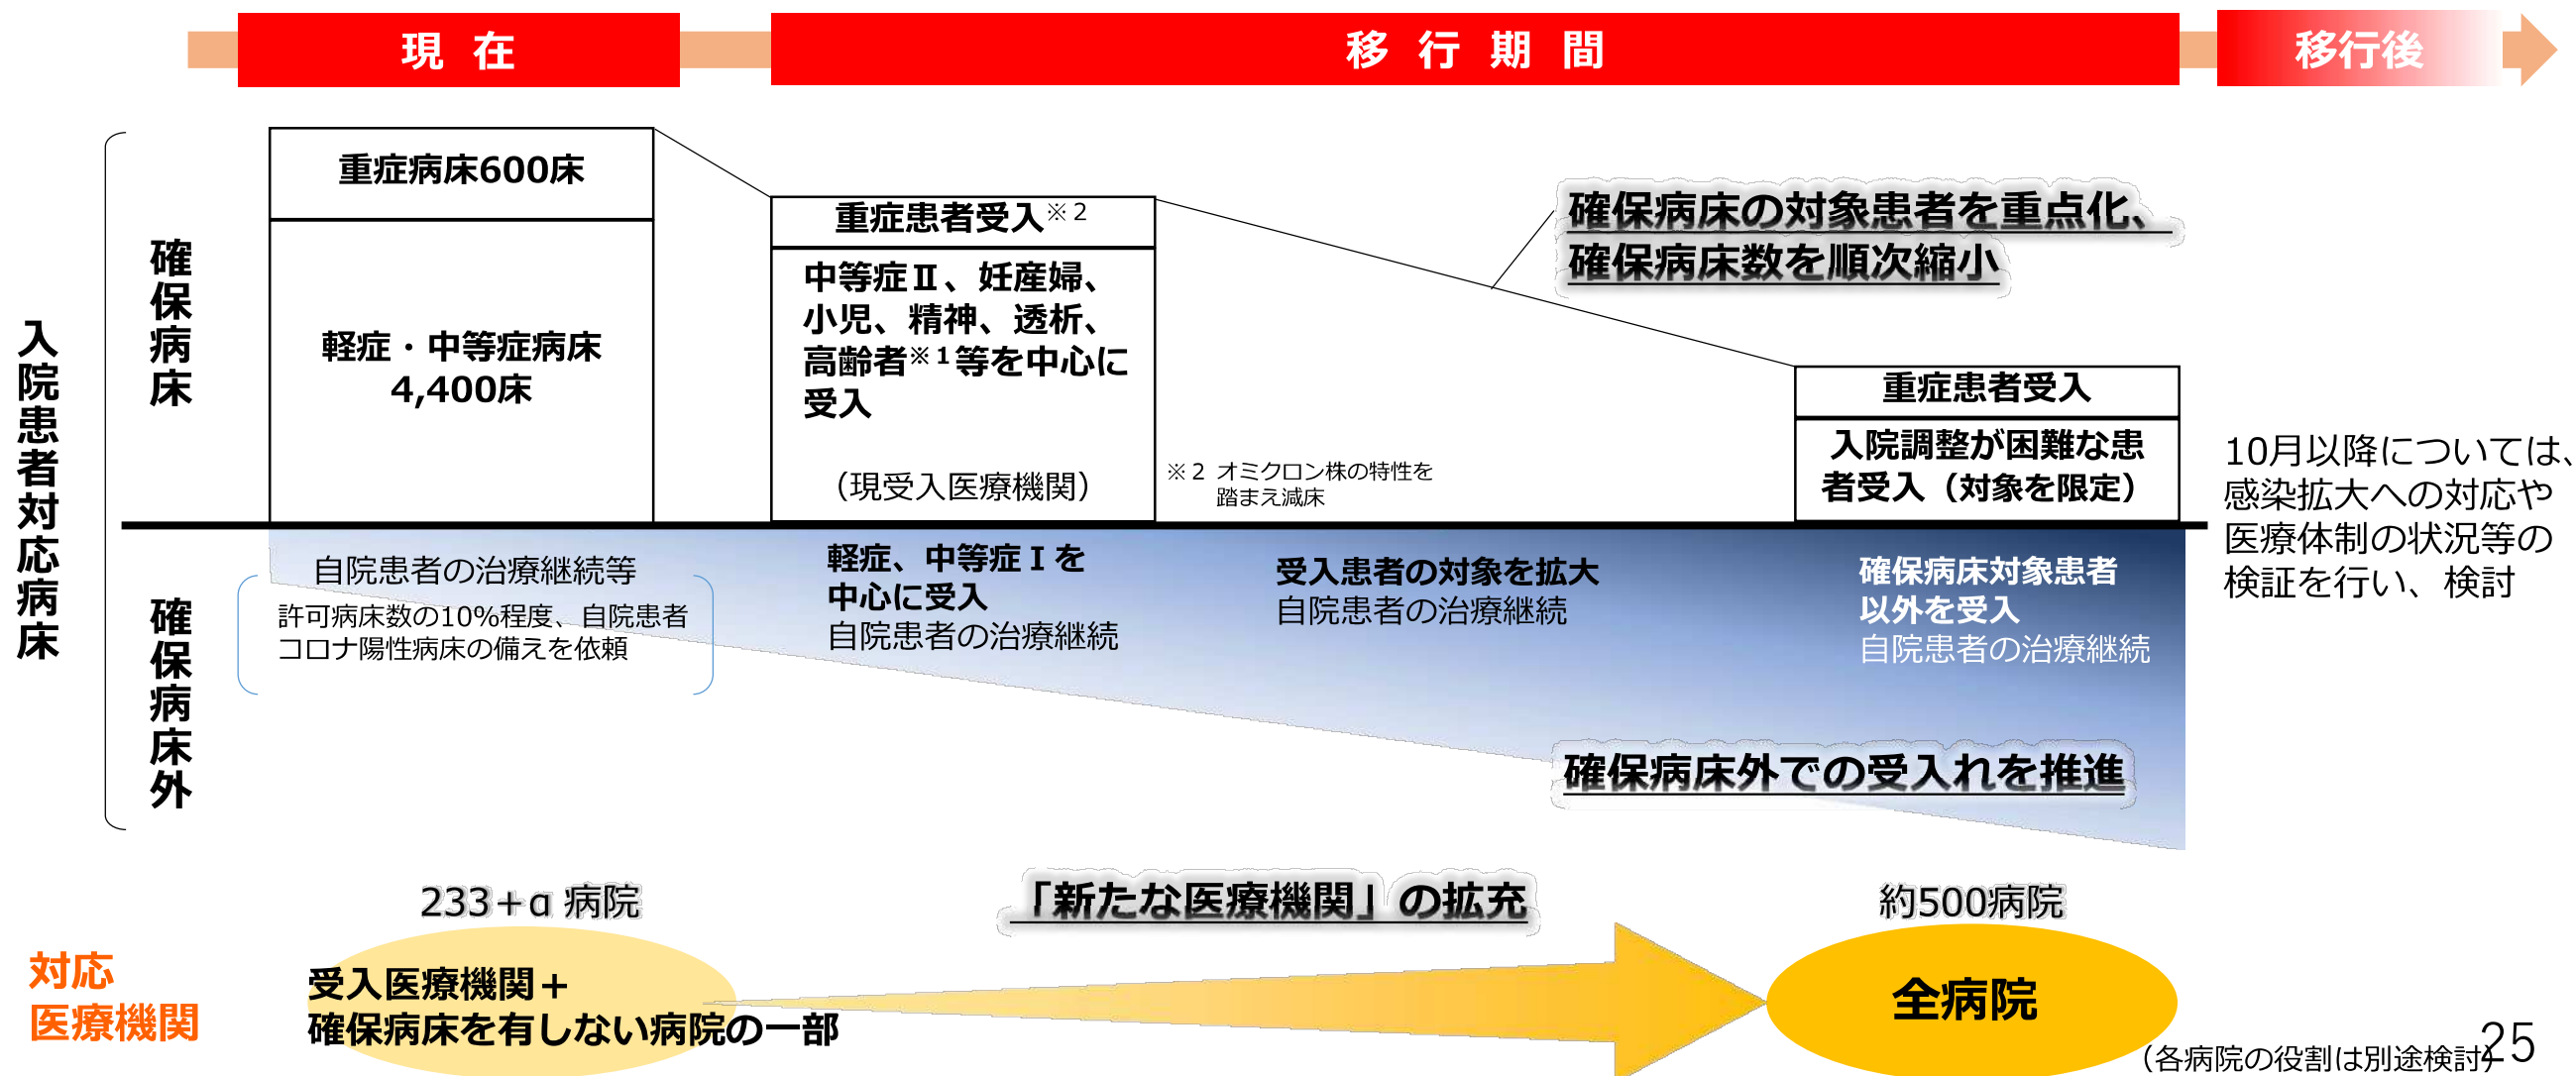 現 在
移 行 期 間
移行後
入院患者対応病床
確保病床
確保病床外
重症病床600床
軽症・中等症病床
4,400床
重症患者受入※２
中等症Ⅱ、妊産婦、
小児、精神、透析、
高齢者※１等を中心に
受入
（現受入医療機関）
※２ オミクロン株の特性を
踏まえ減床
確保病床の対象患者を重点化、
確保病床数を順次縮小
重症患者受入
入院調整が困難な患
者受入（対象を限定）
10月以降については、
感染拡大への対応や
医療体制の状況等の
検証を行い、検討
自院患者の治療継続等
許可病床数の10%程度、自院患者
コロナ陽性病床の備えを依頼
軽症、中等症Ⅰを
中心に受入
自院患者の治療継続
受入患者の対象を拡大
自院患者の治療継続
確保病床対象患者
以外を受入
自院患者の治療継続
確保病床外での受入れを推進
対応
医療機関
233＋α 病院
受入医療機関＋
確保病床を有しない病院の一部
「新たな医療機関」の拡充
約500病院
全病院
（各病院の役割は別途検討）
25